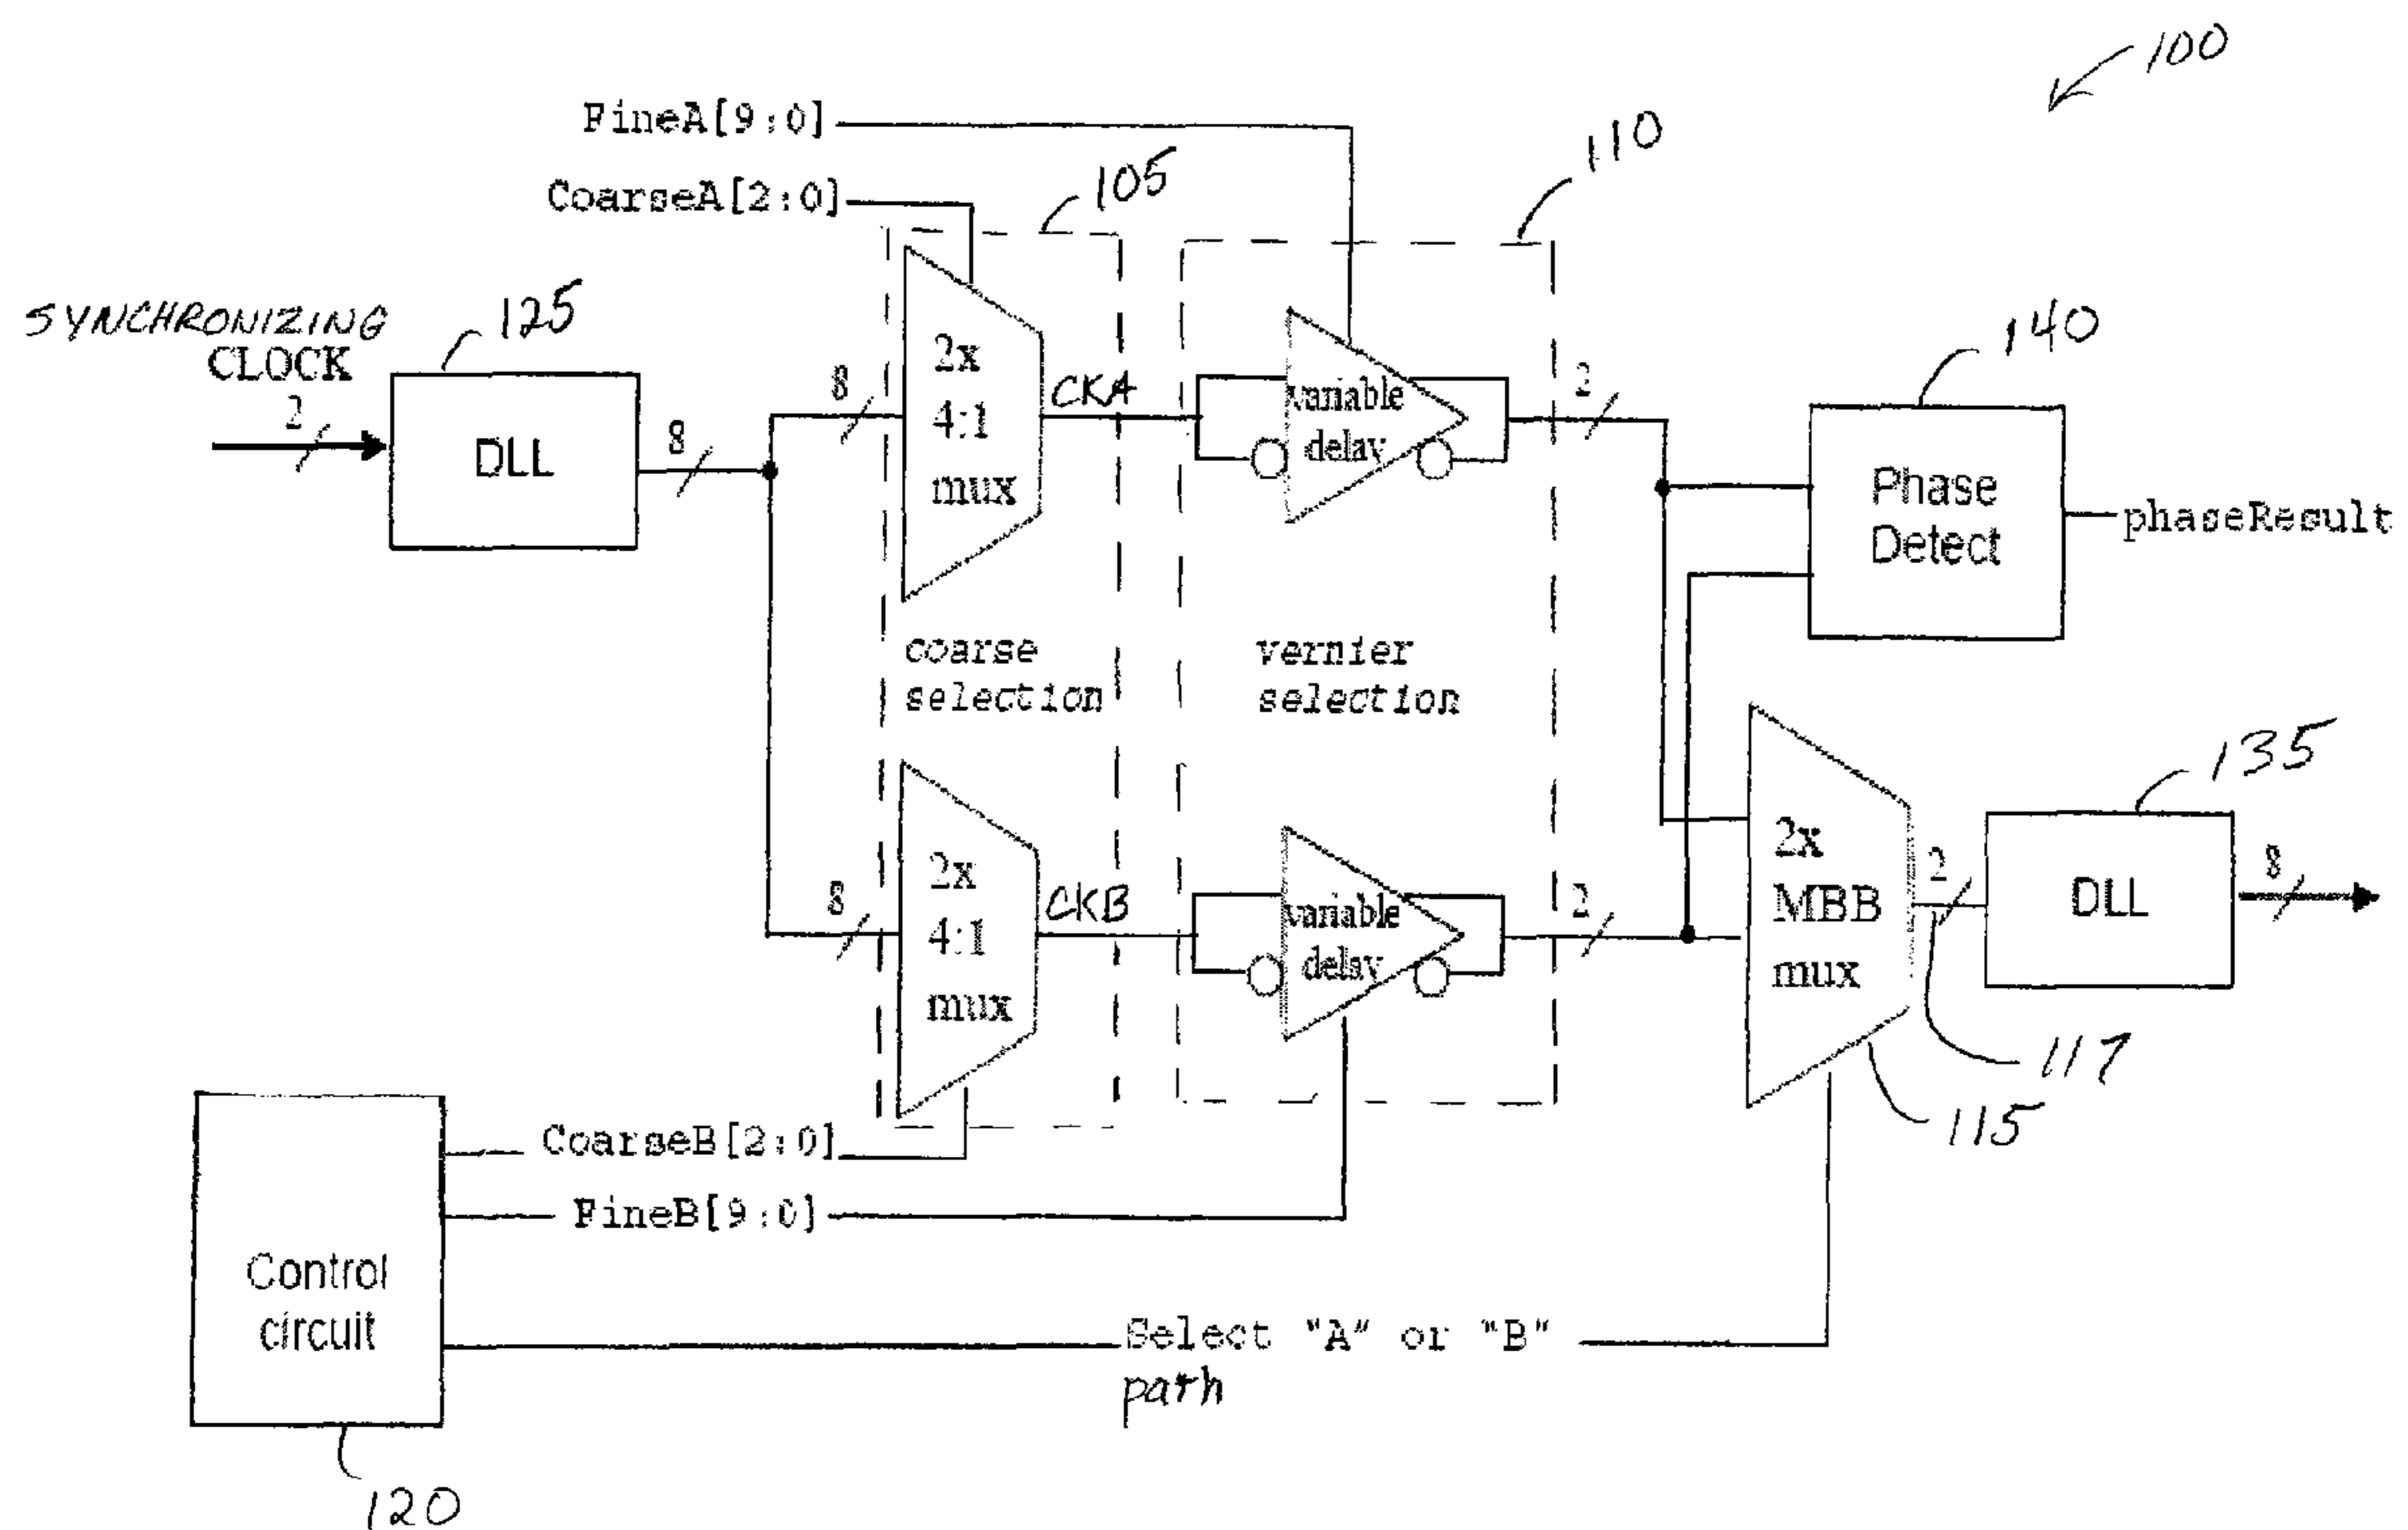 100
FineA[9:0]
CoarseA[2:0]
105
110
SYNCHRONIZING
CLOCK
2
125
DLL
8
8
2x
4:1
mux
CKA
variable
delay
2
140
Phase
Detect
phaseResult
coarse
selection
vernier
selection
8
2x
4:1
mux
CKB
variable
delay
2
2x
MBB
mux
2
135
DLL
8
117
115
CoarseB[2:0]
FineB[9:0]
Control
circuit
Select "A" or "B"
path
120